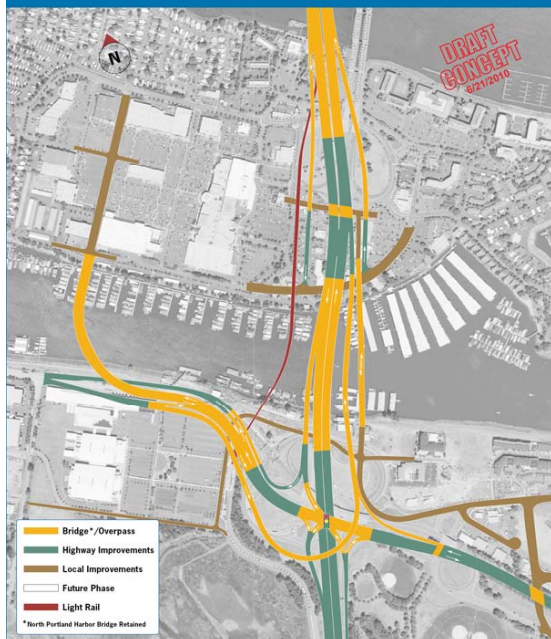 DRAFT
CONCEPT
6/21/2010
N
Bridge*/Overpass
Highway Improvements
Local Improvements
Future Phase
Light Rail
* North Portland Harbor Bridge Retained